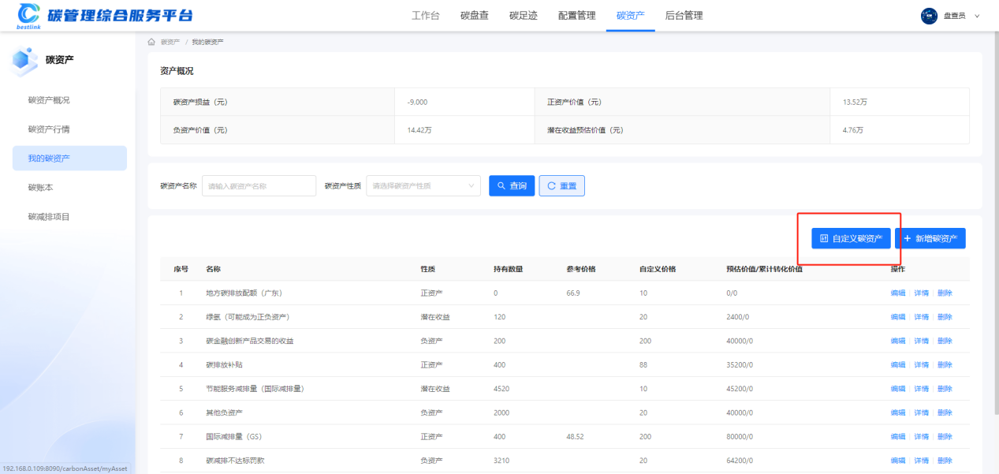 碳管理综合服务平台
bestlink
工作台 碳盘查 碳足迹 配置管理 碳资产 后台管理
盘查员
碳资产 / 我的碳资产
碳资产
碳资产概况
碳资产行情
我的碳资产
碳账本
碳减排项目
资产概况
碳资产损益（元） -9.000 正资产价值（元） 13.52万
负资产价值（元） 14.42万 潜在收益预估价值（元） 4.76万
碳资产名称 请输入碳资产名称 碳资产性质 请选择碳资产性质 查询 重置
自定义碳资产 + 新增碳资产
序号 名称 性质 持有数量 参考价格 自定义价格 预估价值/累计转化价值 操作
1 地方碳排放配额（广东） 正资产 0 66.9 10 0/0 编辑 详情 删除
2 绿氢（可能成为正负资产） 潜在收益 120 20 2400/0 编辑 详情 删除
3 碳金融创新产品交易的收益 负资产 200 200 40000/0 编辑 详情 删除
4 碳排放补贴 正资产 400 88 35200/0 编辑 详情 删除
5 节能服务减排量（国际减排量） 潜在收益 4520 10 45200/0 编辑 详情 删除
6 其他负资产 负资产 2000 20 40000/0 编辑 详情 删除
7 国际减排量（GS） 正资产 400 48.52 200 80000/0 编辑 详情 删除
8 碳减排不达标罚款 负资产 3210 20 64200/0 编辑 详情 删除
192.168.0.109:8090/carbonAsset/myAsset